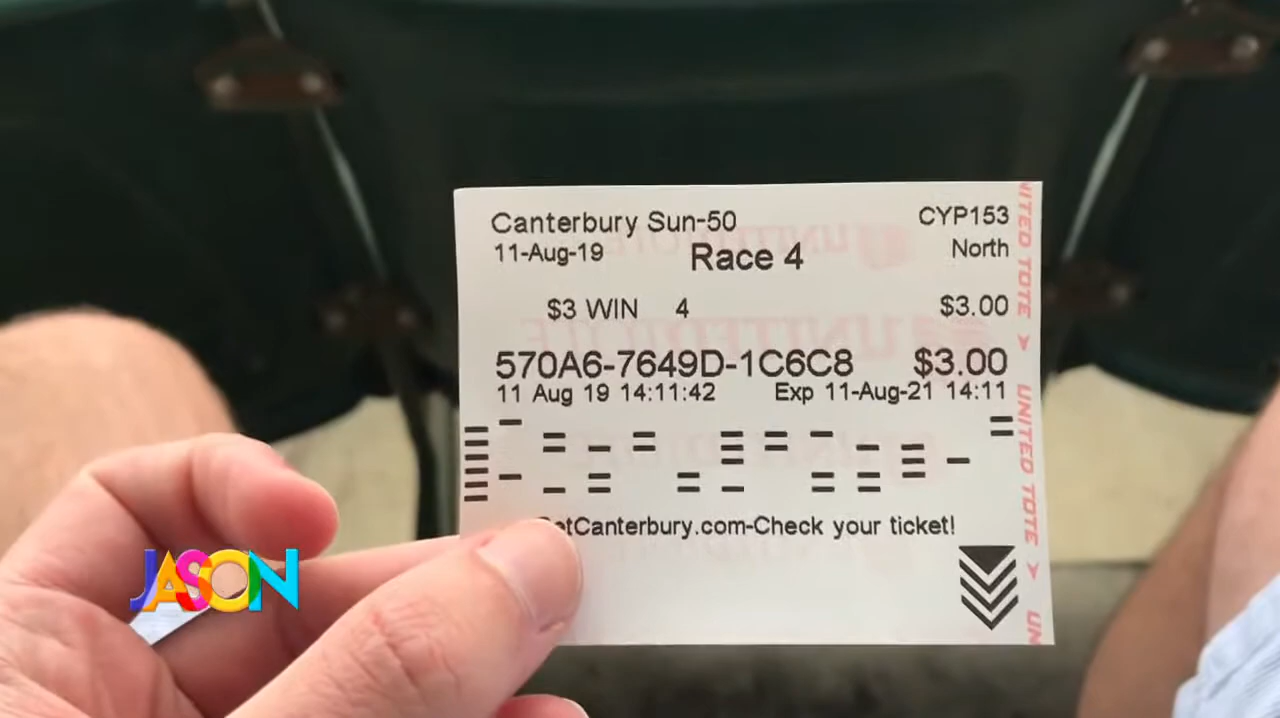 Canterbury Sun-50
CYP153
11-Aug-19
Race 4
North
$3 WIN 4
$3.00
570A6-7649D-1C6C8
$3.00
11 Aug 19 14:11:42
Exp 11-Aug-21 14:11
etCanterbury.com-Check your ticket!
NITED TOTE > UNITED TOTE > UN
JASON